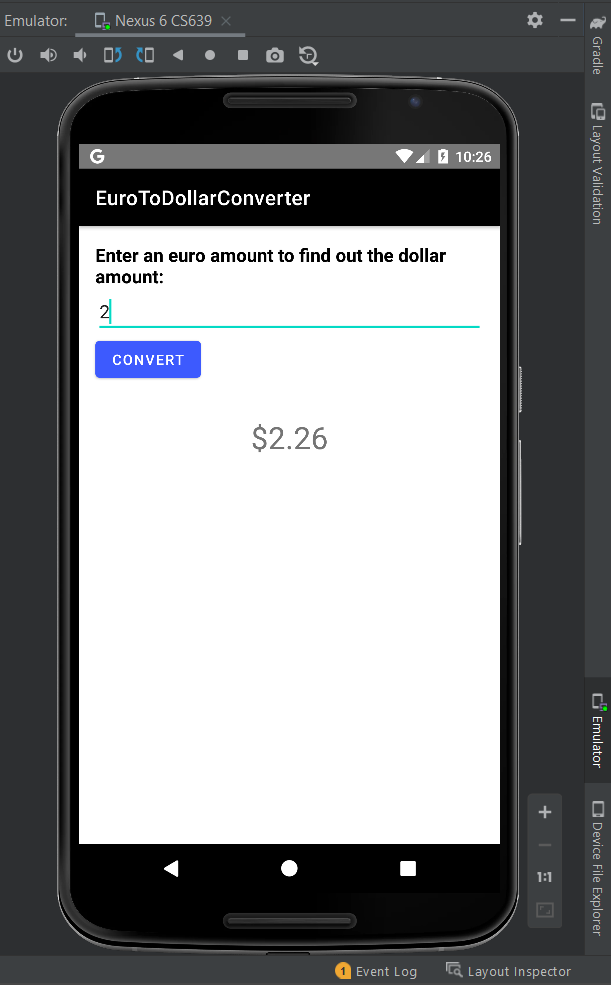 Emulator: Nexus 6 CS639
Gradle
Layout Validation
G 10:26
EuroToDollarConverter
Enter an euro amount to find out the dollar
amount:
2
CONVERT
$2.26
1:1
Emulator
Device File Explorer
1 Event Log Layout Inspector